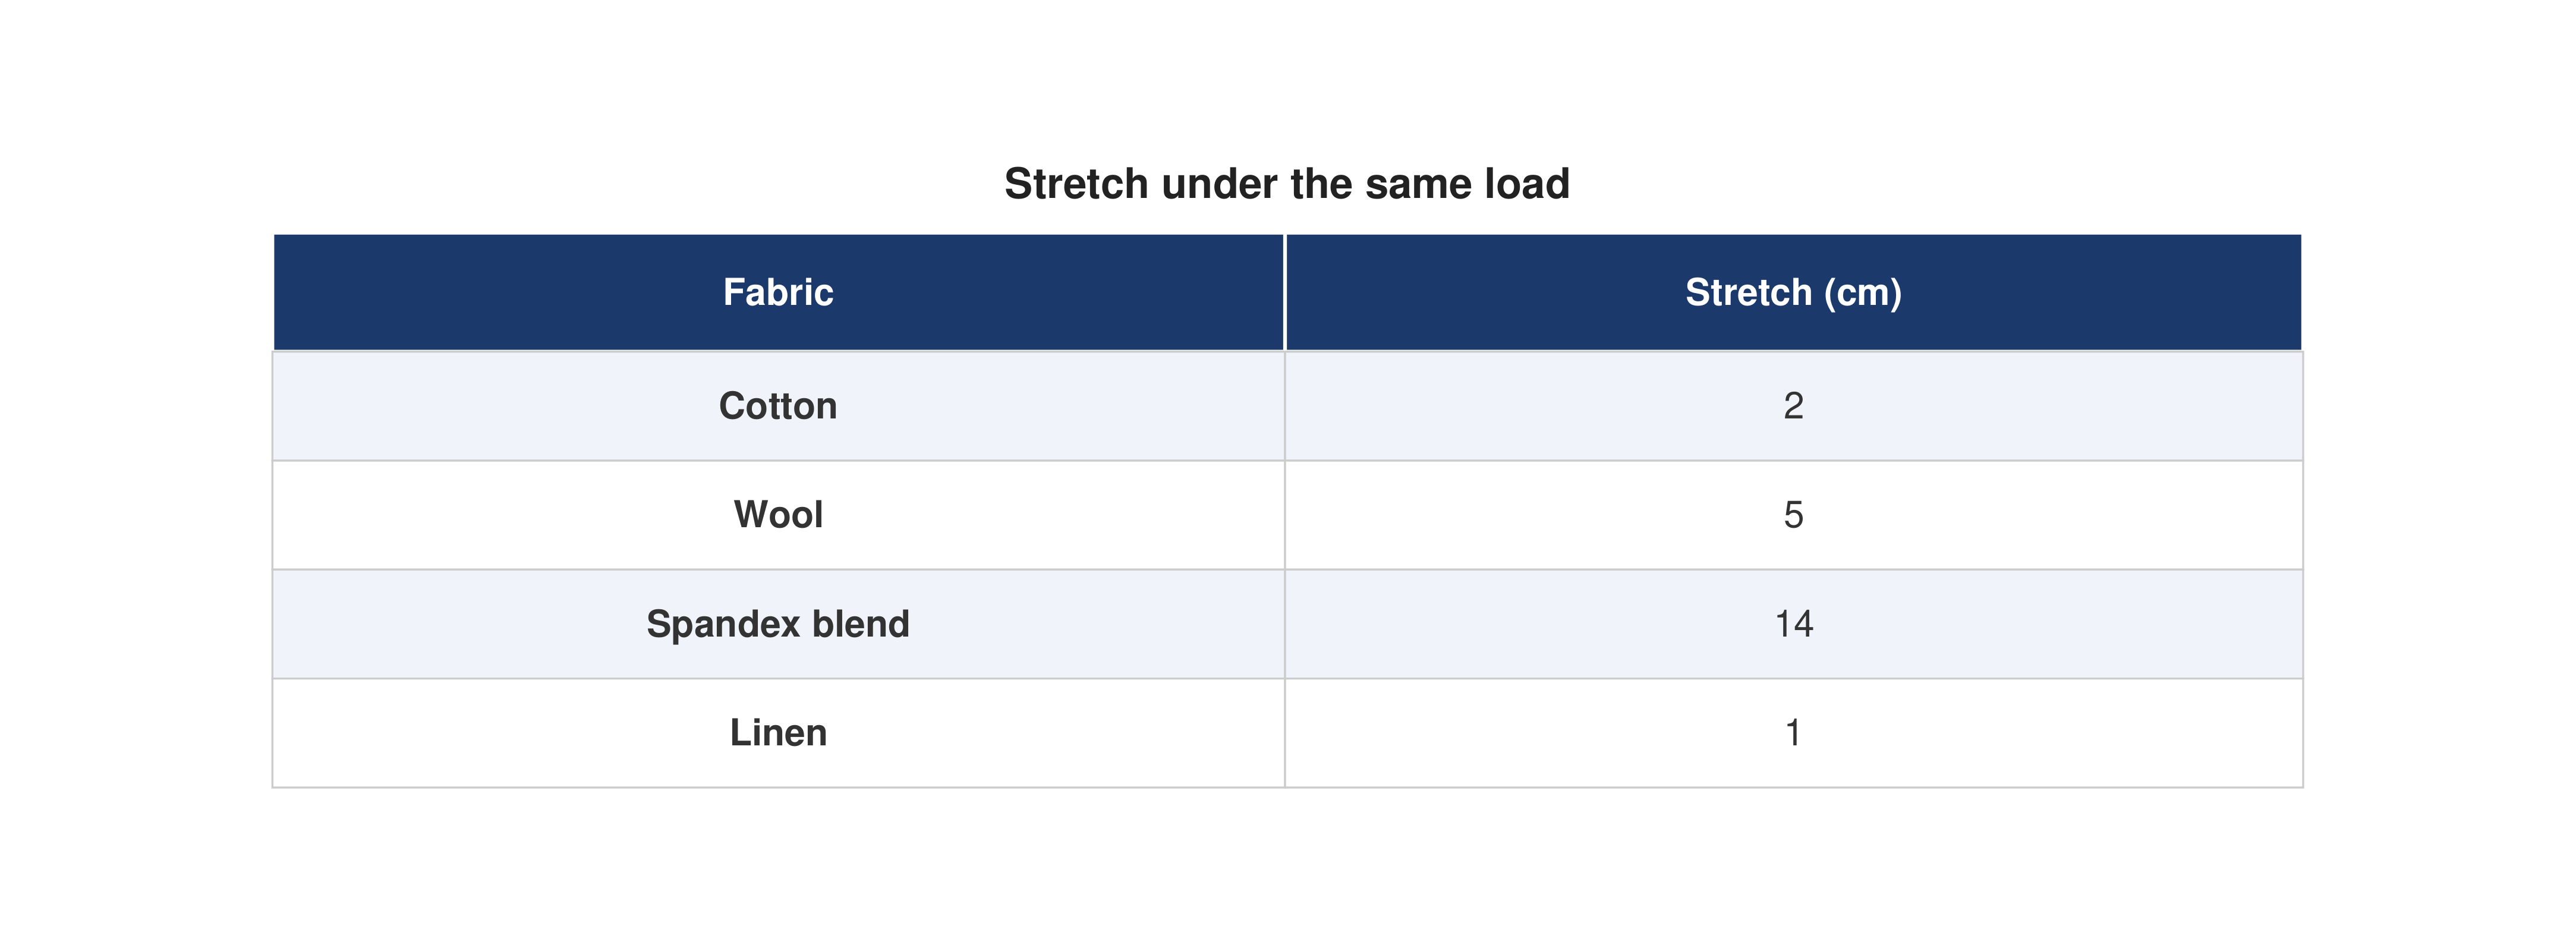 Stretch under the same load
Fabric Stretch (cm)
Cotton 2
Wool 5
Spandex blend 14
Linen 1